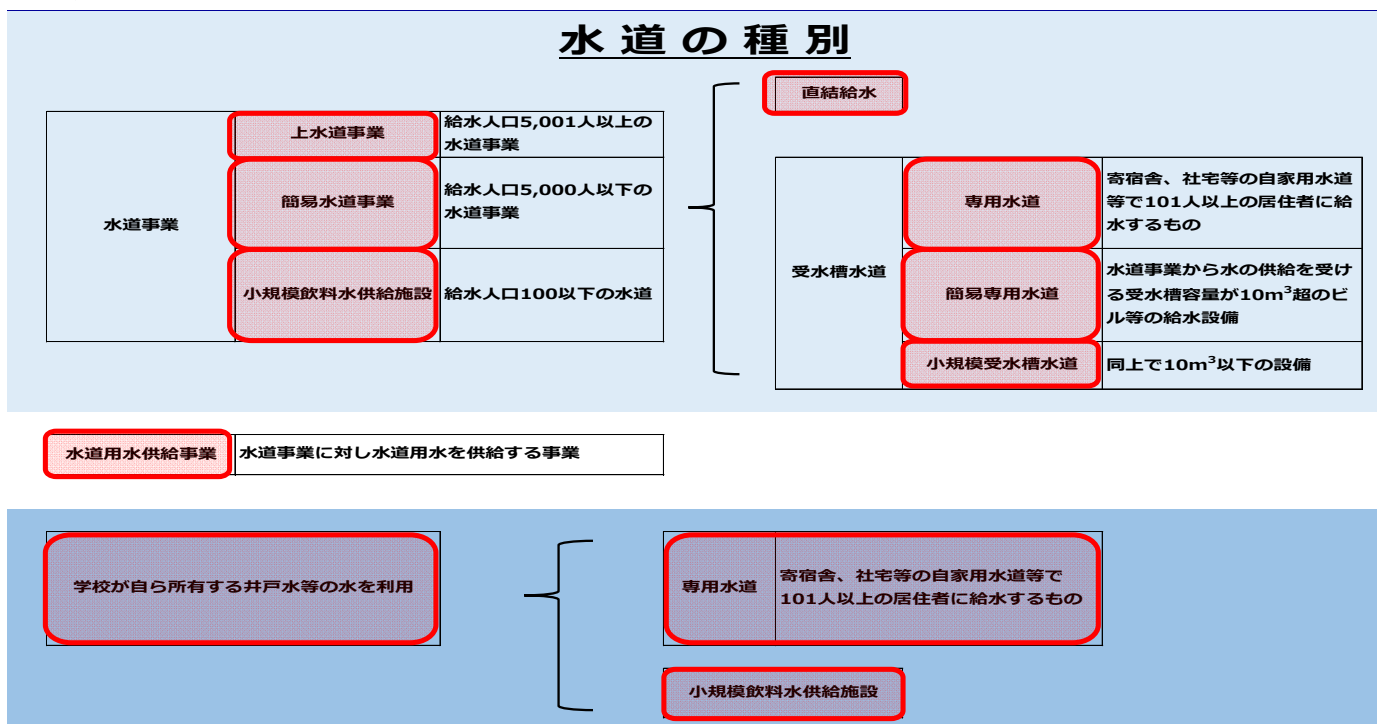 水道の種別
直結給水
水道事業
上水道事業
給水人口5,001人以上の
水道事業
簡易水道事業
給水人口5,000人以下の
水道事業
小規模飲料水供給施設
給水人口100以下の水道
受水槽水道
専用水道
寄宿舎、社宅等の自家用水道
等で101人以上の居住者に給
水するもの
簡易専用水道
水道事業から水の供給を受け
る受水槽容量が10m³超のビ
ル等の給水設備
小規模受水槽水道
同上で10m³以下の設備
水道用水供給事業
水道事業に対し水道用水を供給する事業
学校が自ら所有する井戸水等の水を利用
専用水道
寄宿舎、社宅等の自家用水道等で
101人以上の居住者に給水するもの
小規模飲料水供給施設